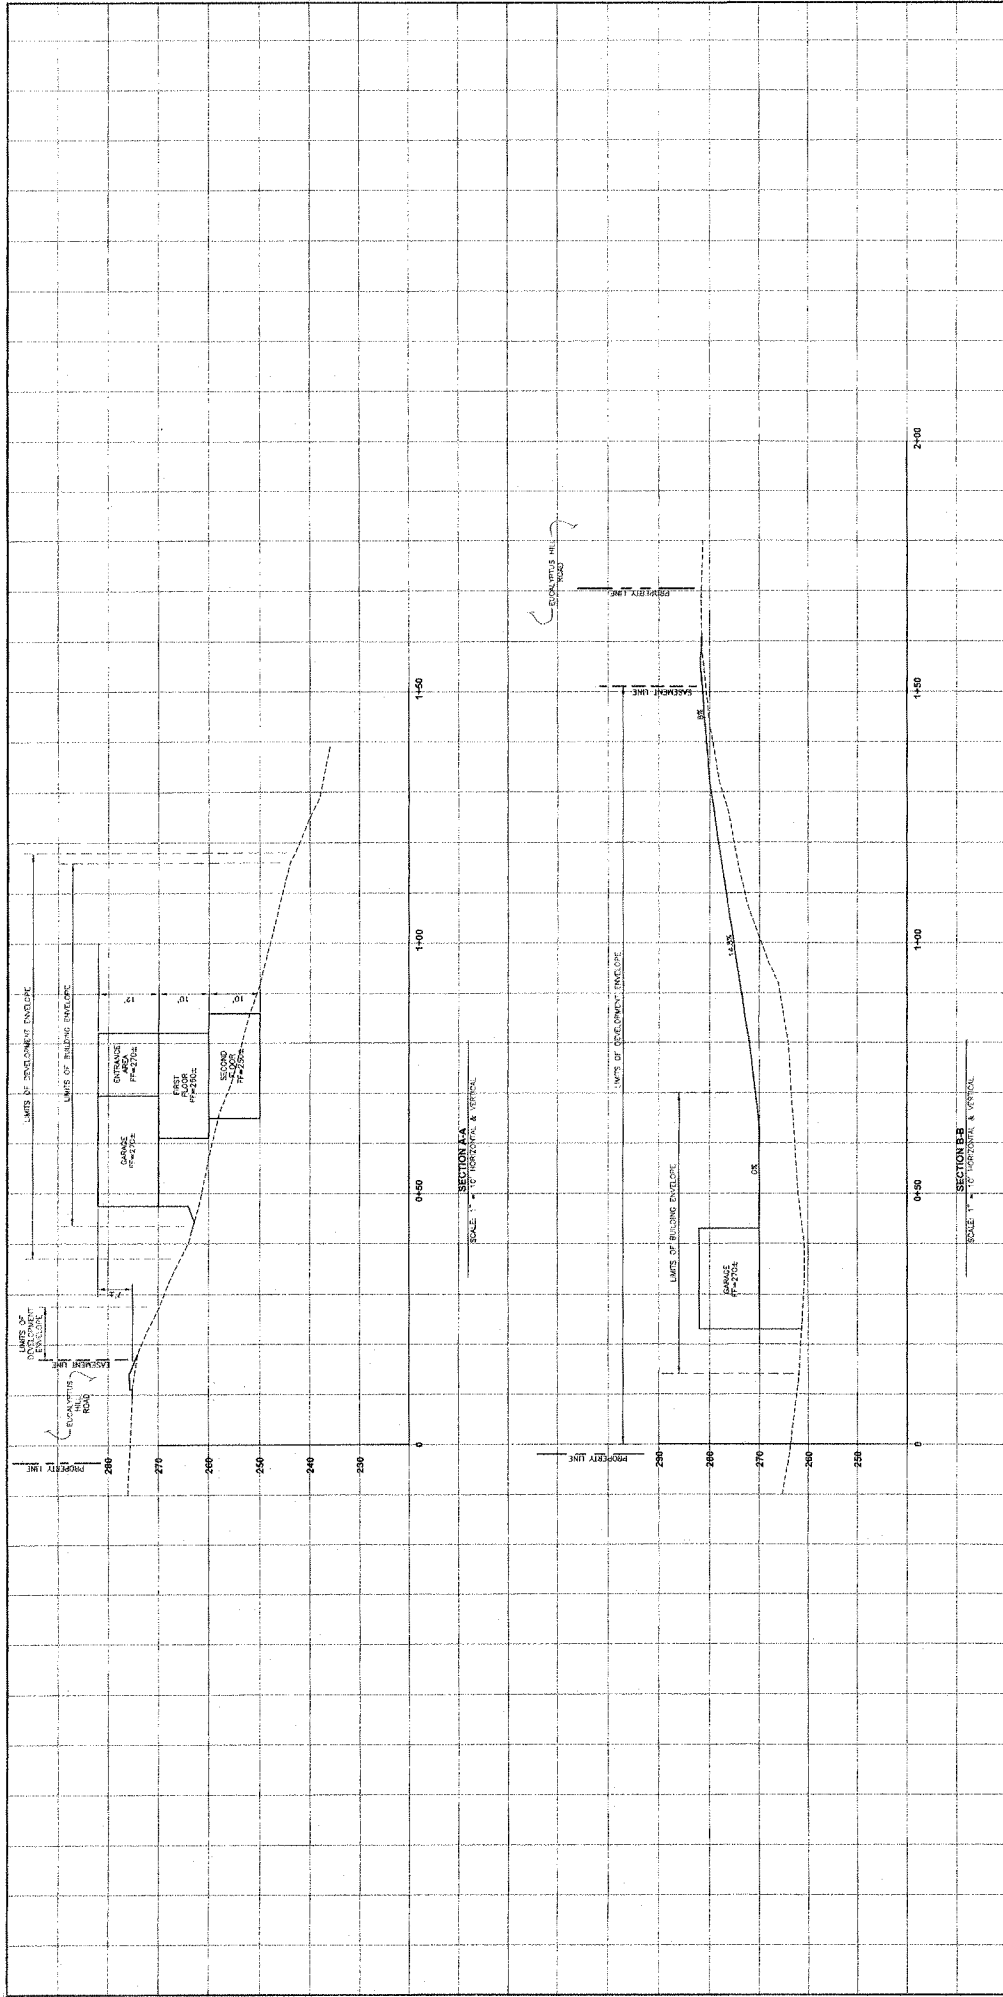 LIMITS OF DEVELOPMENT ENVELOPE
LIMITS OF BUILDING ENVELOPE
LIMITS OF
DEVELOPMENT
ENVELOPE
EASEMENT LINE
EUCALYPTUS
HILL
ROAD
PROPERTY LINE
GARAGE
FF=270±
ENTRANCE
AREA
FF=270±
FIRST
FLOOR
FF=260±
SECOND
FLOOR
FF=250±
12'
10'
10'
280
270
260
250
240
230
0
0+50
1+00
1+50
SECTION A-A
SCALE: 1" = 10' HORIZONTAL & VERTICAL
EUCALYPTUS HILL
ROAD
PROPERTY LINE
EASEMENT LINE
LIMITS OF DEVELOPMENT ENVELOPE
LIMITS OF BUILDING ENVELOPE
PROPERTY LINE
GARAGE
FF=270±
0%
290
280
270
260
250
0
0+50
1+00
1+50
2+00
SECTION B-B
SCALE: 1" = 10' HORIZONTAL & VERTICAL